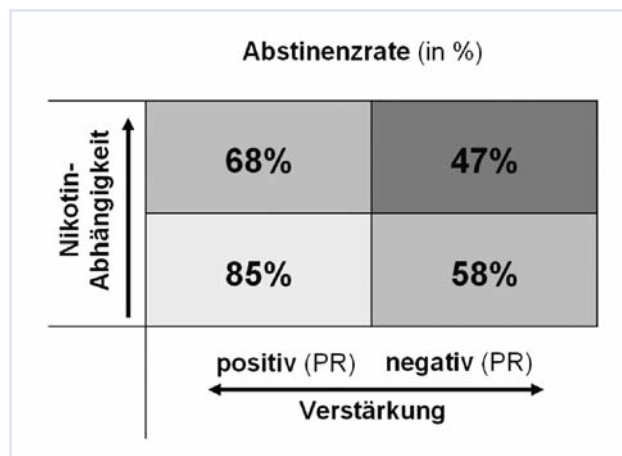 Abstinenzrate (in %)
Nikotin-
Abhängigkeit
68% 47%
85% 58%
positiv (PR) negativ (PR)
Verstärkung